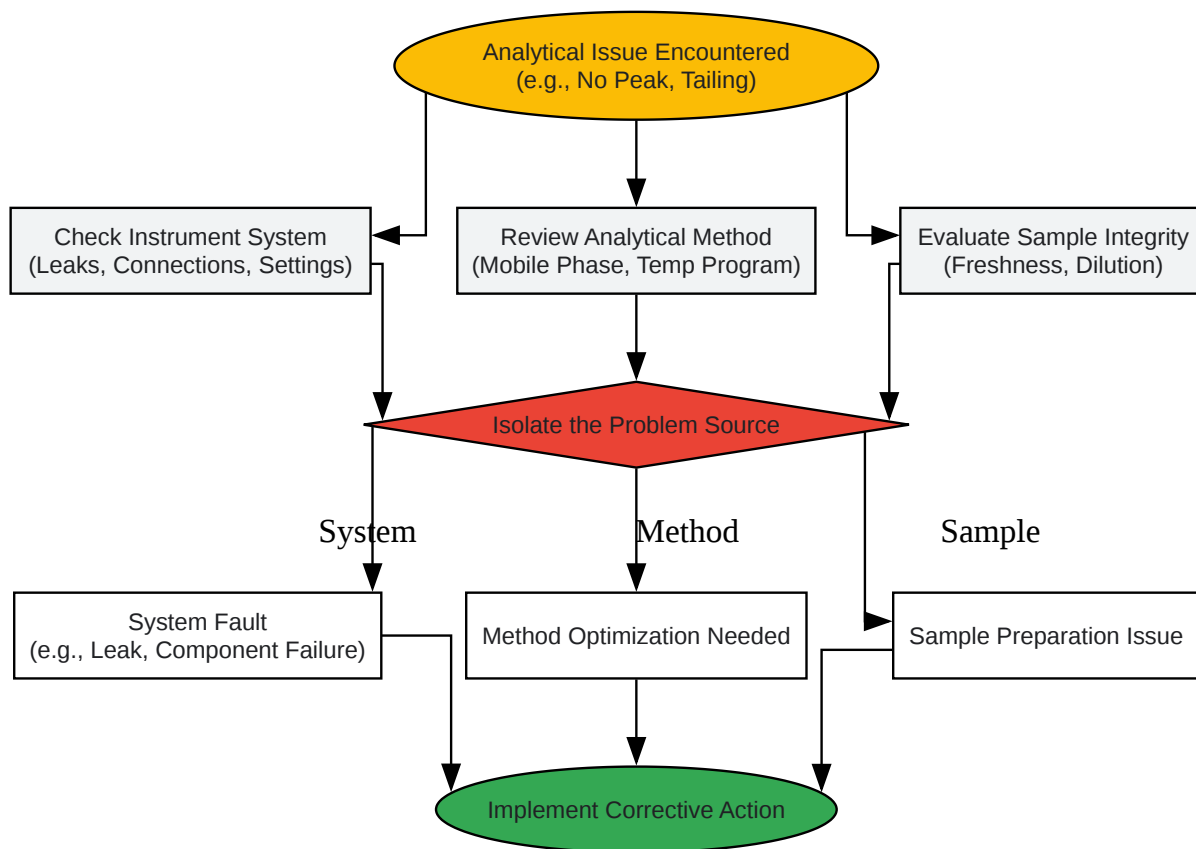 Analytical Issue Encountered
(e.g., No Peak, Tailing)
Check Instrument System
(Leaks, Connections, Settings)
Review Analytical Method
(Mobile Phase, Temp Program)
Evaluate Sample Integrity
(Freshness, Dilution)
Isolate the Problem Source
System
Method
Sample
System Fault
(e.g., Leak, Component Failure)
Method Optimization Needed
Sample Preparation Issue
Implement Corrective Action